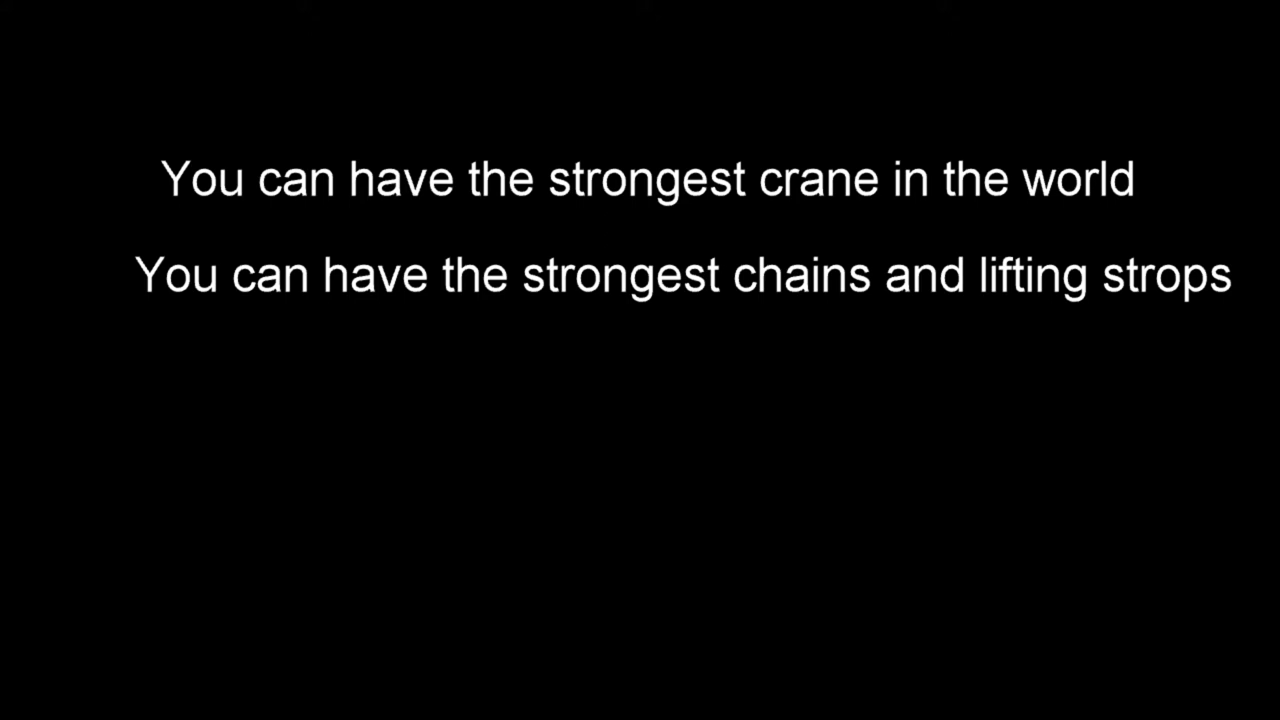 You can have the strongest crane in the world
You can have the strongest chains and lifting strops